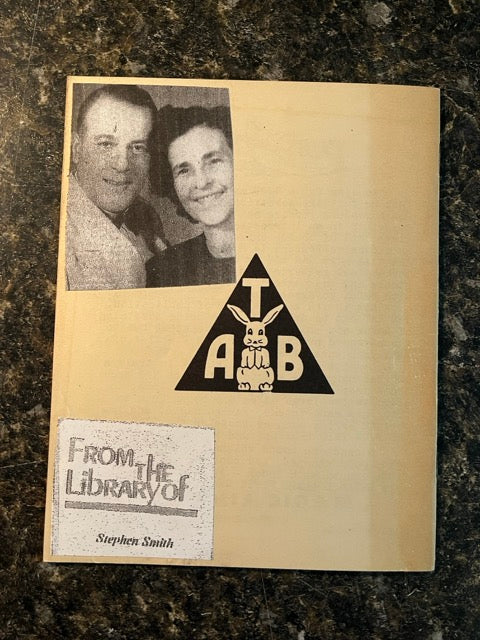 T
A B
FROM THE
Library of
Stephen Smith